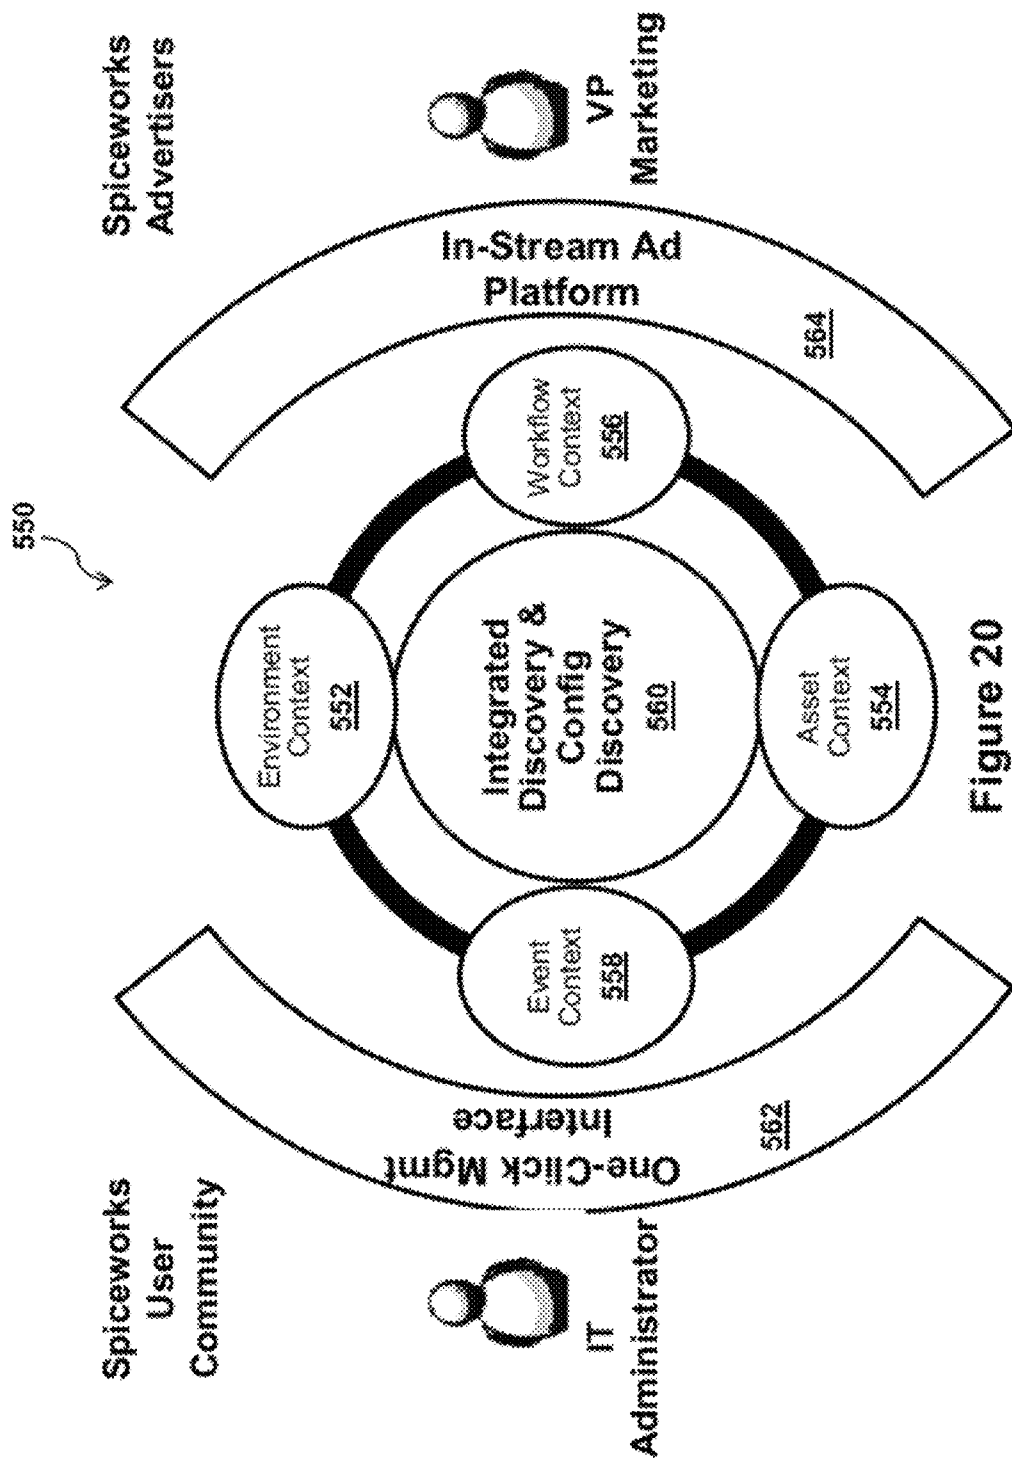 550
Spiceworks
User
Community
Spiceworks
Advertisers
IT
Administrator
VP
Marketing
One-Click Mgmt
Interface
562
In-Stream Ad
Platform
564
Environment
Context
552
Event
Context
558
Integrated
Discovery &
Config
Discovery
560
Workflow
Context
556
Asset
Context
554
Figure 20